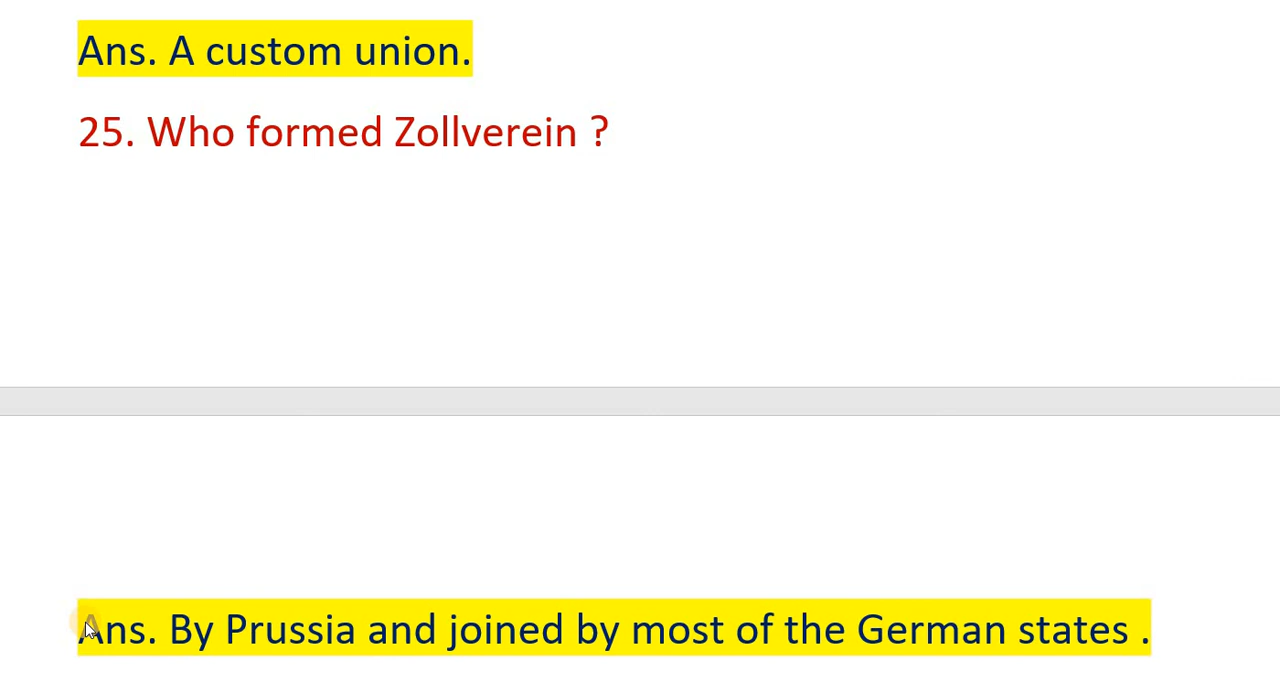 Ans. A custom union.
25. Who formed Zollverein ?
Ans. By Prussia and joined by most of the German states .